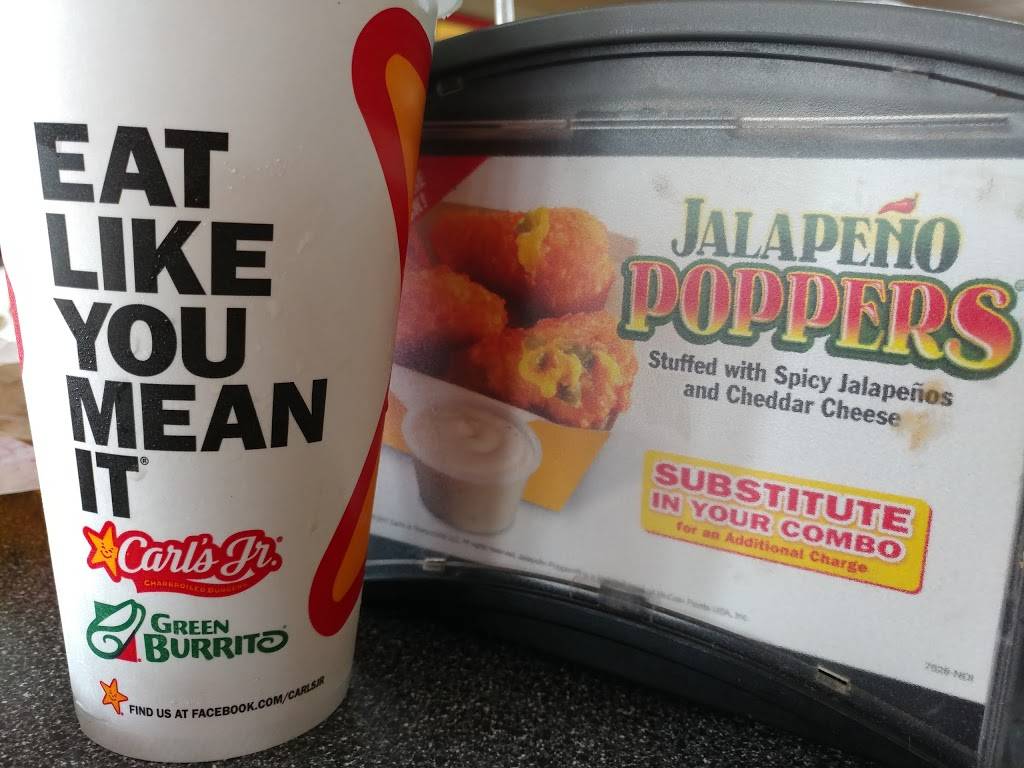 EAT
LIKE
YOU
MEAN
IT®
Carl's Jr.®
CHARBROILED BURGERS
GREEN
BURRITO®
FIND US AT FACEBOOK.COM/CARLSJR
JALAPEÑO
POPPERS
Stuffed with Spicy Jalapeños
and Cheddar Cheese
SUBSTITUTE
IN YOUR COMBO
for an Additional Charge